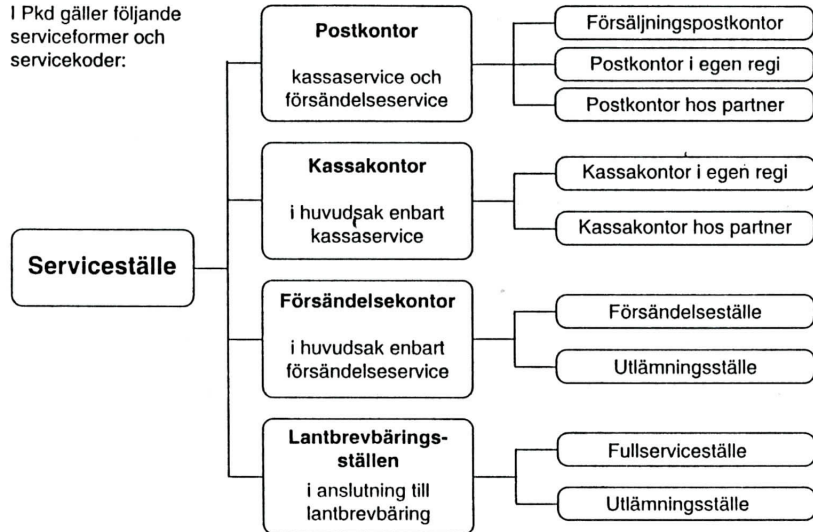 I Pkd gäller följande
serviceformer och
servicekoder:
Serviceställe
Postkontor
kassaservice och
försändelseservice
Försäljningspostkontor
Postkontor i egen regi
Postkontor hos partner
Kassakontor
i huvudsak enbart
kassaservice
Kassakontor i egen regi
Kassakontor hos partner
Försändelsekontor
i huvudsak enbart
försändelseservice
Försändelseställe
Utlämningsställe
Lantbrevbärings-
ställen
i anslutning till
lantbrevbäring
Fullserviceställe
Utlämningsställe